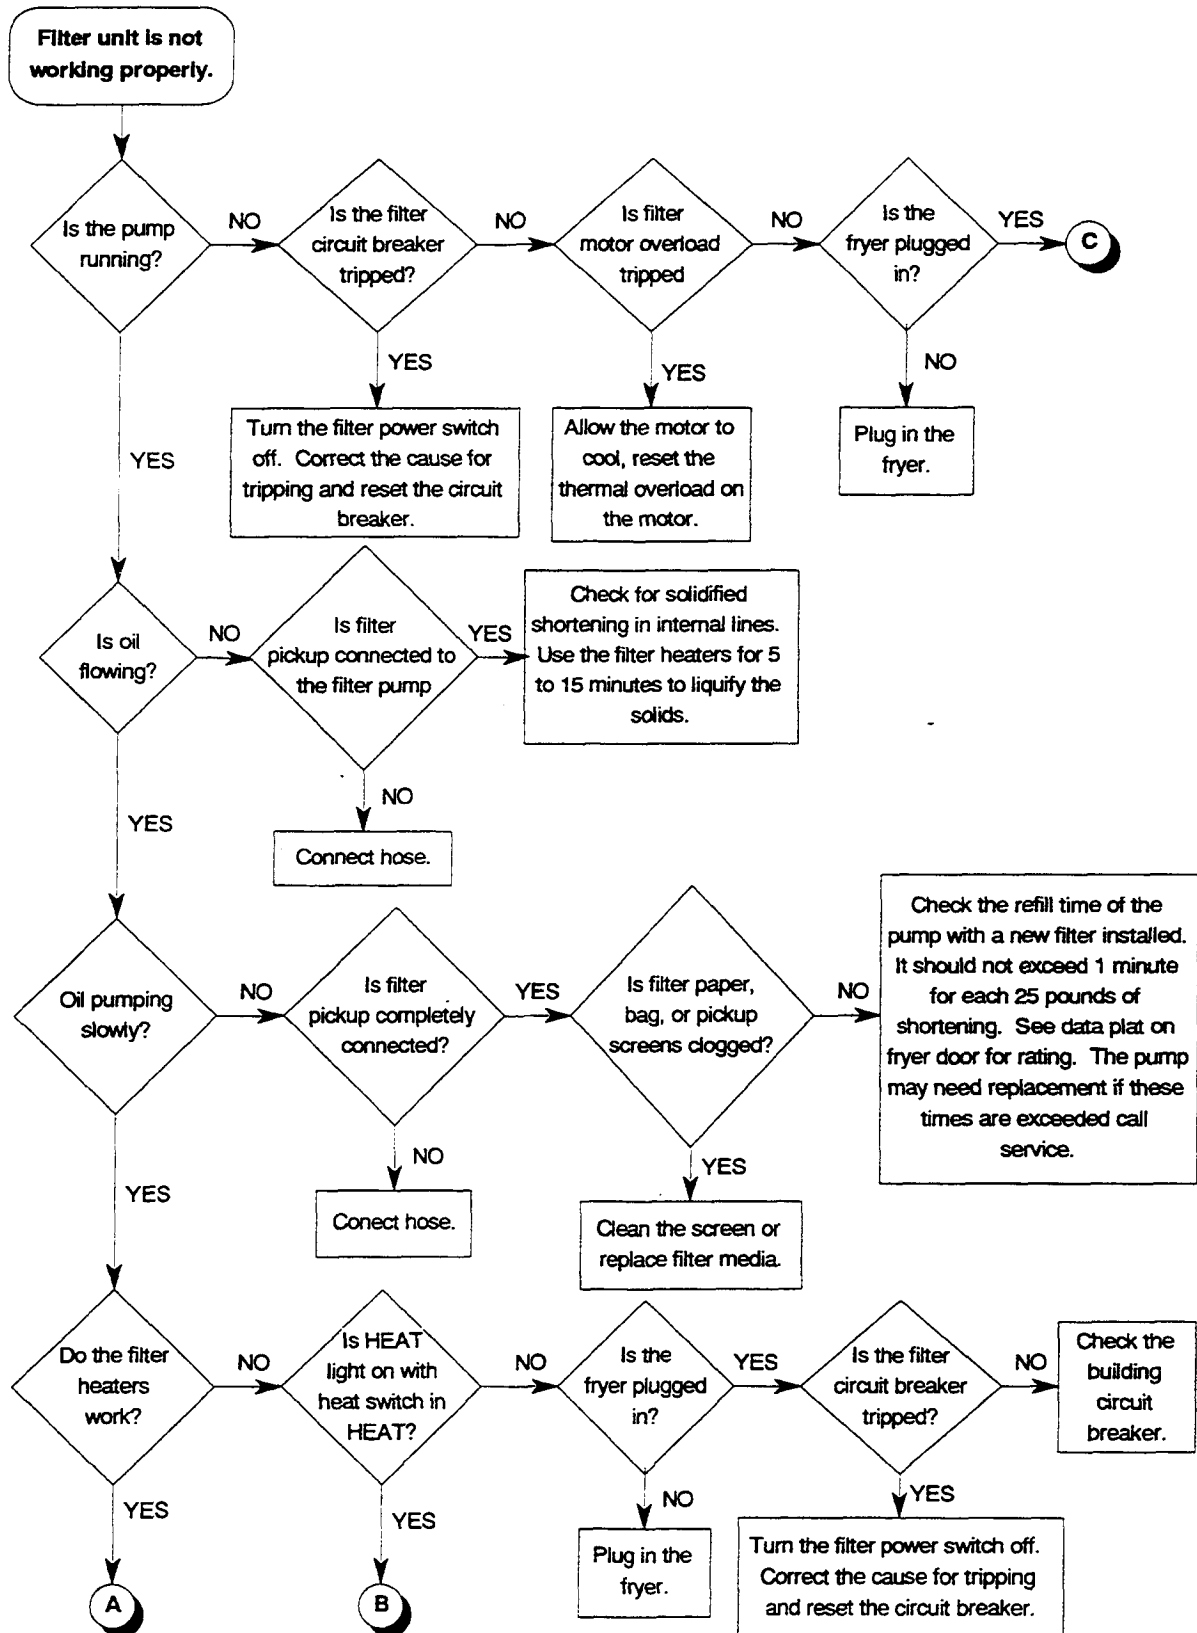 Filter unit is not
working properly.
Is the pump
running?
NO
Is the filter
circuit breaker
tripped?
NO
Is filter
motor overload
tripped
NO
Is the
fryer plugged
in?
YES
C
YES
YES
YES
NO
Turn the filter power switch
off. Correct the cause for
tripping and reset the circuit
breaker.
Allow the motor to
cool, reset the
thermal overload on
the motor.
Plug in the
fryer.
Is oil
flowing?
NO
Is filter
pickup connected to
the filter pump
YES
Check for solidified
shortening in internal lines.
Use the filter heaters for 5
to 15 minutes to liquify the
solids.
YES
NO
Connect hose.
Oil pumping
slowly?
NO
Is filter
pickup completely
connected?
YES
Is filter paper,
bag, or pickup
screens clogged?
NO
Check the refill time of the
pump with a new filter installed.
It should not exceed 1 minute
for each 25 pounds of
shortening. See data plat on
fryer door for rating. The pump
may need replacement if these
times are exceeded call
service.
YES
NO
YES
Conect hose.
Clean the screen or
replace filter media.
Do the filter
heaters
work?
NO
Is HEAT
light on with
heat switch in
HEAT?
NO
Is the
fryer plugged
in?
YES
Is the filter
circuit breaker
tripped?
NO
Check the
building
circuit
breaker.
YES
YES
NO
YES
A
B
Plug in the
fryer.
Turn the filter power switch off.
Correct the cause for tripping
and reset the circuit breaker.